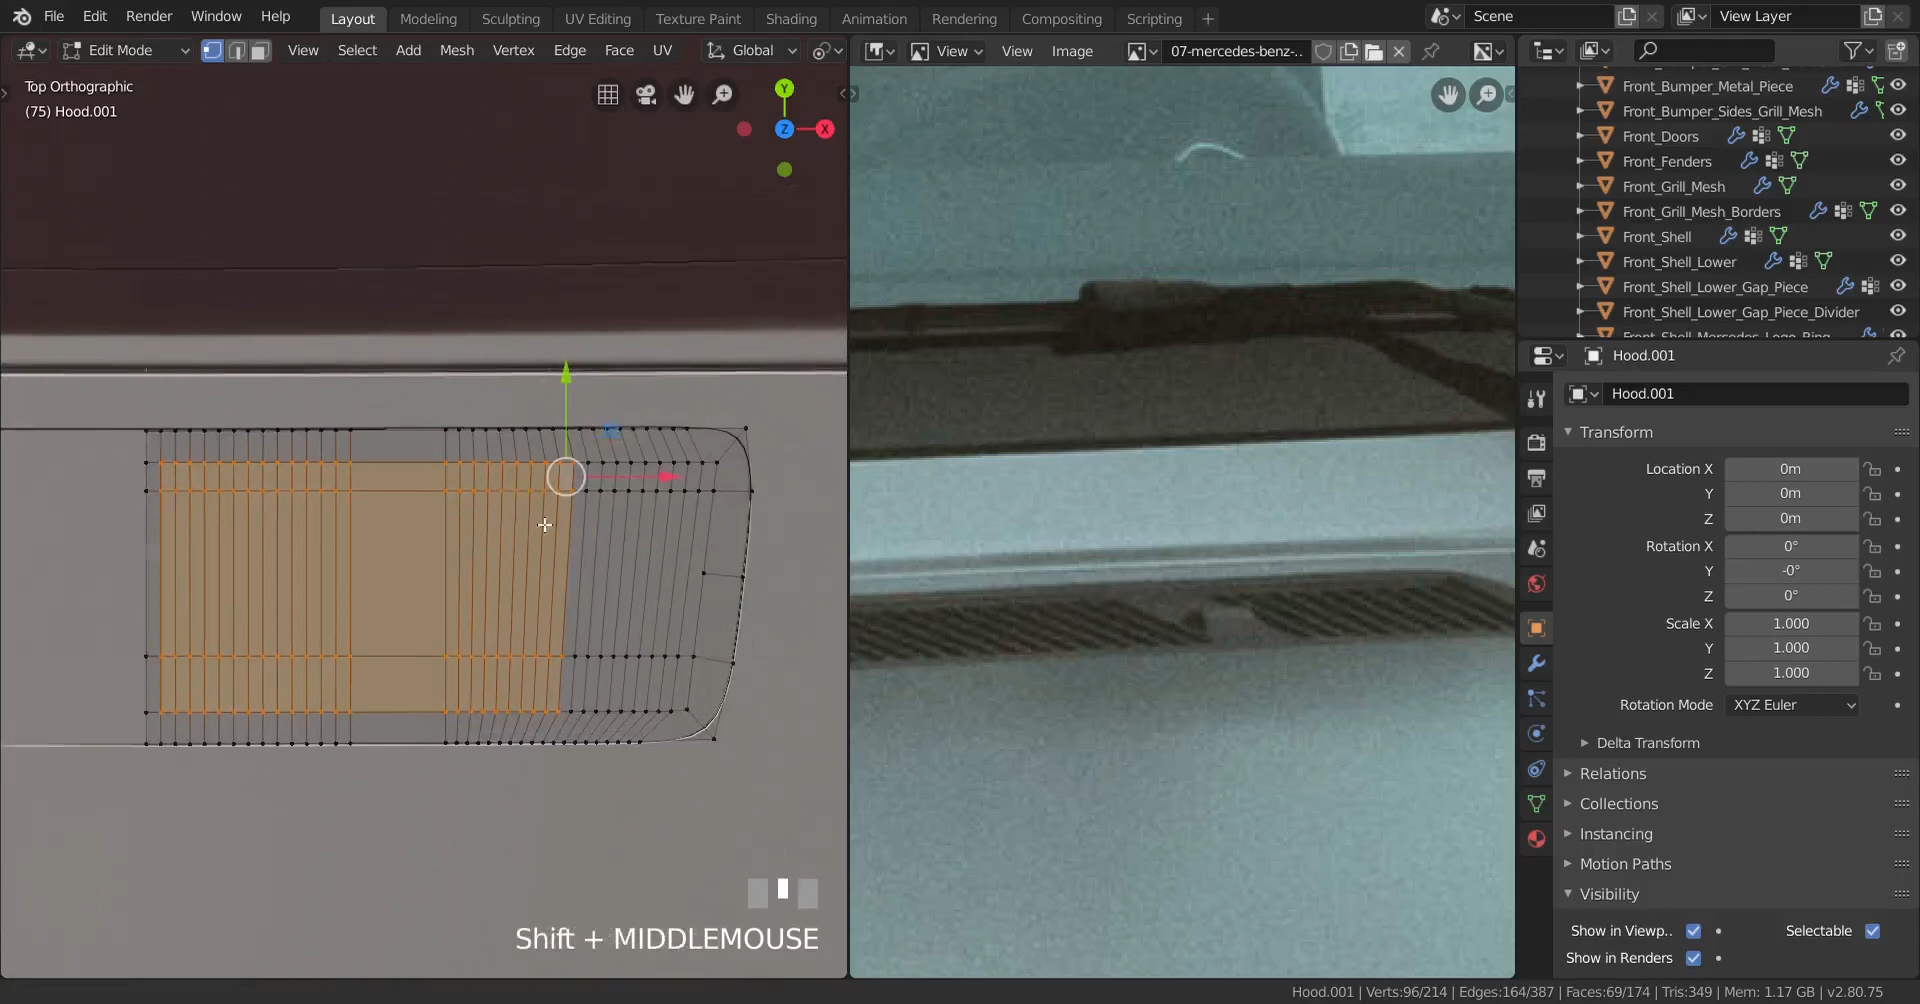 File Edit Render Window Help
Layout Modeling Sculpting UV Editing Texture Paint Shading Animation Rendering Compositing Scripting +
Scene
View Layer
Edit Mode View Select Add Mesh Vertex Edge Face UV Global
View View Image 07-mercedes-benz-..
Top Orthographic
(75) Hood.001
Y
Z
X
Front_Bumper_Metal_Piece
Front_Bumper_Sides_Grill_Mesh
Front_Doors
Front_Fenders
Front_Grill_Mesh
Front_Grill_Mesh_Borders
Front_Shell
Front_Shell_Lower
Front_Shell_Lower_Gap_Piece
Front_Shell_Lower_Gap_Piece_Divider
Front_Shell_Mercedes_Logo_Ring
Hood.001
Hood.001
Transform
Location X 0m
Y 0m
Z 0m
Rotation X 0°
Y -0°
Z 0°
Scale X 1.000
Y 1.000
Z 1.000
Rotation Mode XYZ Euler
Delta Transform
Relations
Collections
Instancing
Motion Paths
Visibility
Show in Viewp.. Selectable
Show in Renders
Shift + MIDDLEMOUSE
Hood.001 | Verts:96/214 | Edges:164/387 | Faces:69/174 | Tris:349 | Mem: 1.17 GB | v2.80.75